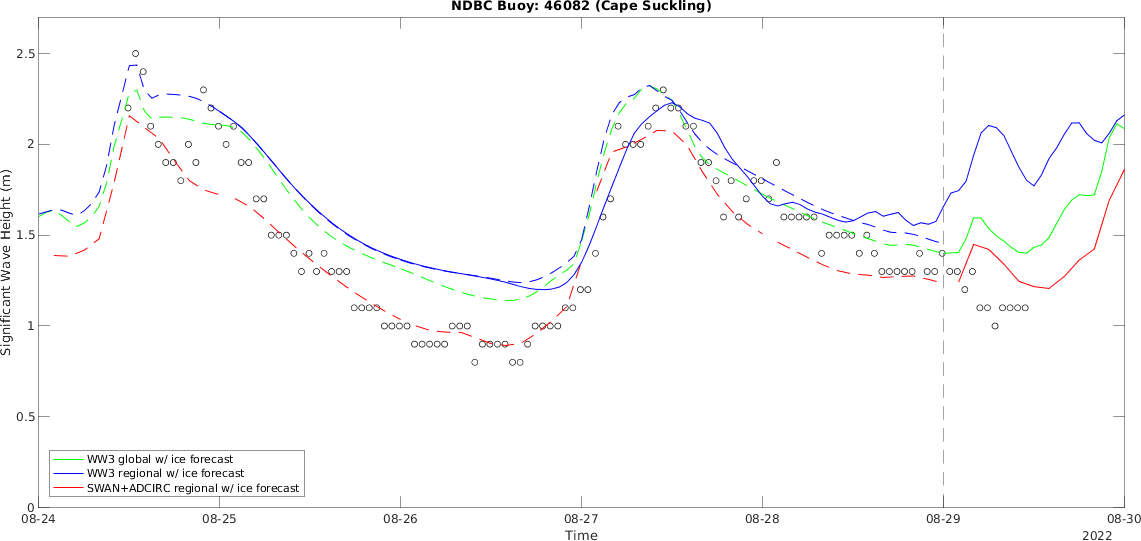 NDBC Buoy: 46082 (Cape Suckling)
2.5
2
1.5
1
0.5
0
Significant Wave Height (m)
WW3 global w/ ice forecast
WW3 regional w/ ice forecast
SWAN+ADCIRC regional w/ ice forecast
08-24 08-25 08-26 08-27 08-28 08-29 08-30
Time
2022